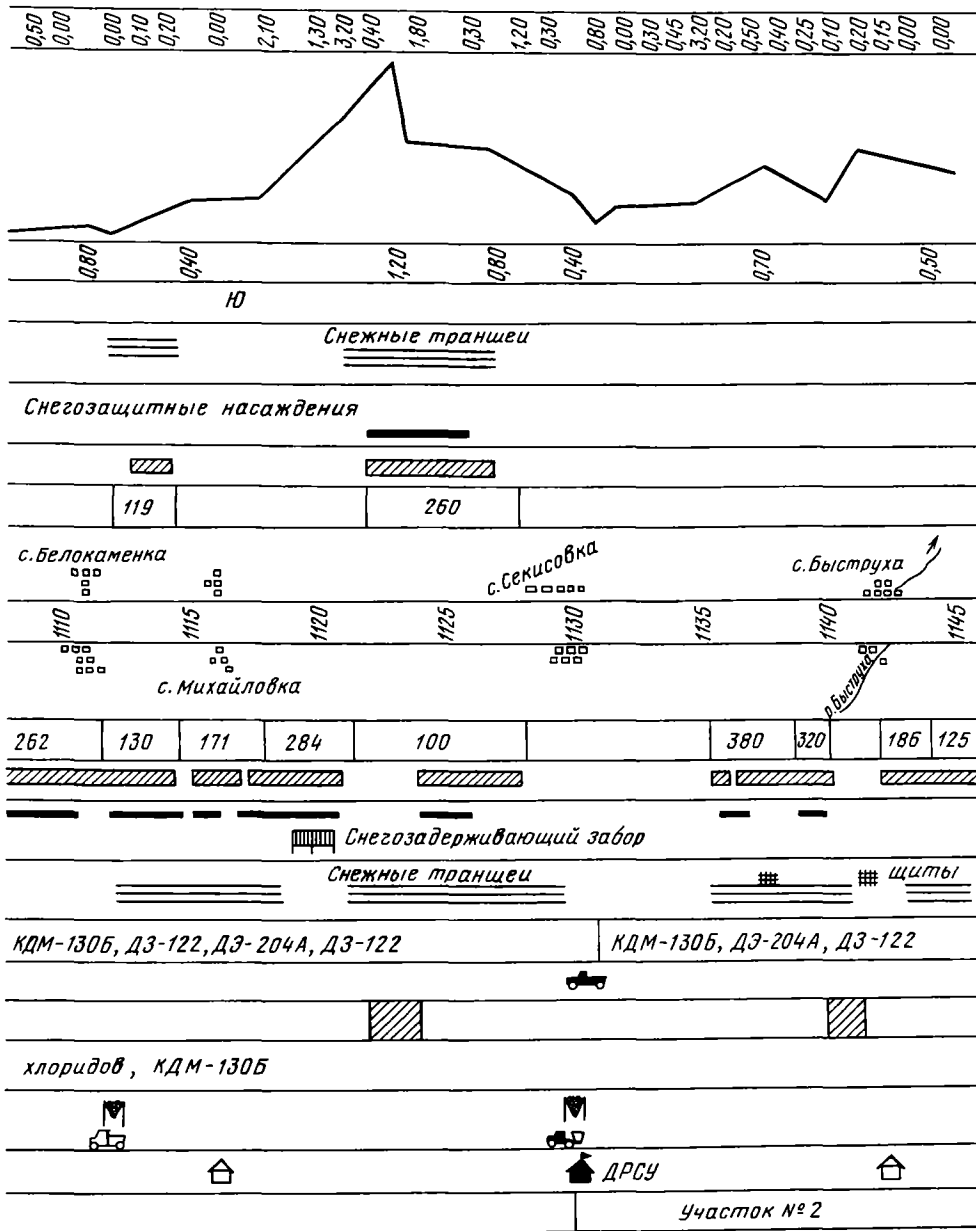 0,50 0,00 0,00 0,10 0,20 0,00 2,10 1,30 3,20 0,40 1,80 0,30 1,20 0,30 0,80 0,00 0,30 0,45 3,20 0,20 0,50 0,40 0,25 0,10 0,20 0,15 0,00 0,00
0,80 0,40 1,20 0,80 0,40 0,70 0,50
Ю
Снежные траншеи
Снегозащитные насаждения
119 260
с. Белокаменка с. Секисовка с. Быструха
1110 1115 1120 1125 1130 1135 1140 1145
с. Михайловка р. Быструха
262 130 171 284 100 380 320 186 125
Снегозадерживающий забор
Снежные траншеи щиты
КДМ-130Б, ДЗ-122, ДЭ-204А, ДЗ-122 КДМ-130Б, ДЭ-204А, ДЗ-122
хлоридов, КДМ-130Б
ДРСУ
Участок №2